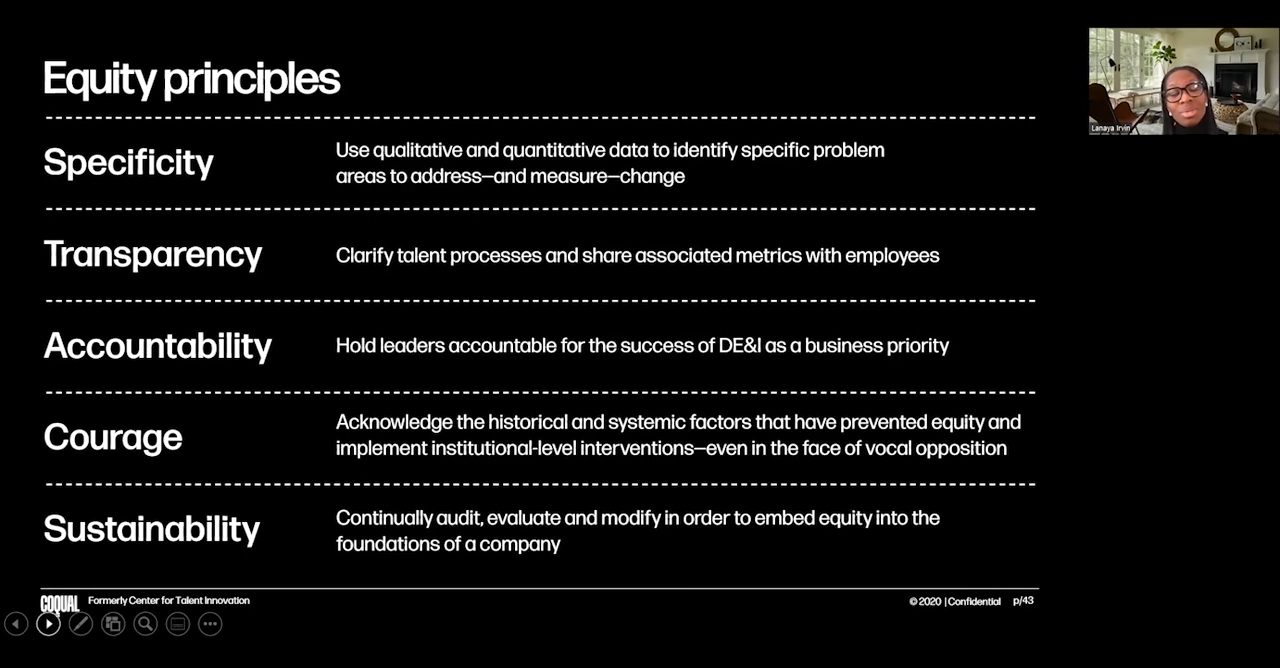 Equity principles
Specificity
Use qualitative and quantitative data to identify specific problem
areas to address—and measure—change
Transparency
Clarify talent processes and share associated metrics with employees
Accountability
Hold leaders accountable for the success of DE&I as a business priority
Courage
Acknowledge the historical and systemic factors that have prevented equity and
implement institutional-level interventions—even in the face of vocal opposition
Sustainability
Continually audit, evaluate and modify in order to embed equity into the
foundations of a company
COQUAL Formerly Center for Talent Innovation
© 2020 | Confidential p/43
Lanaya Irvin